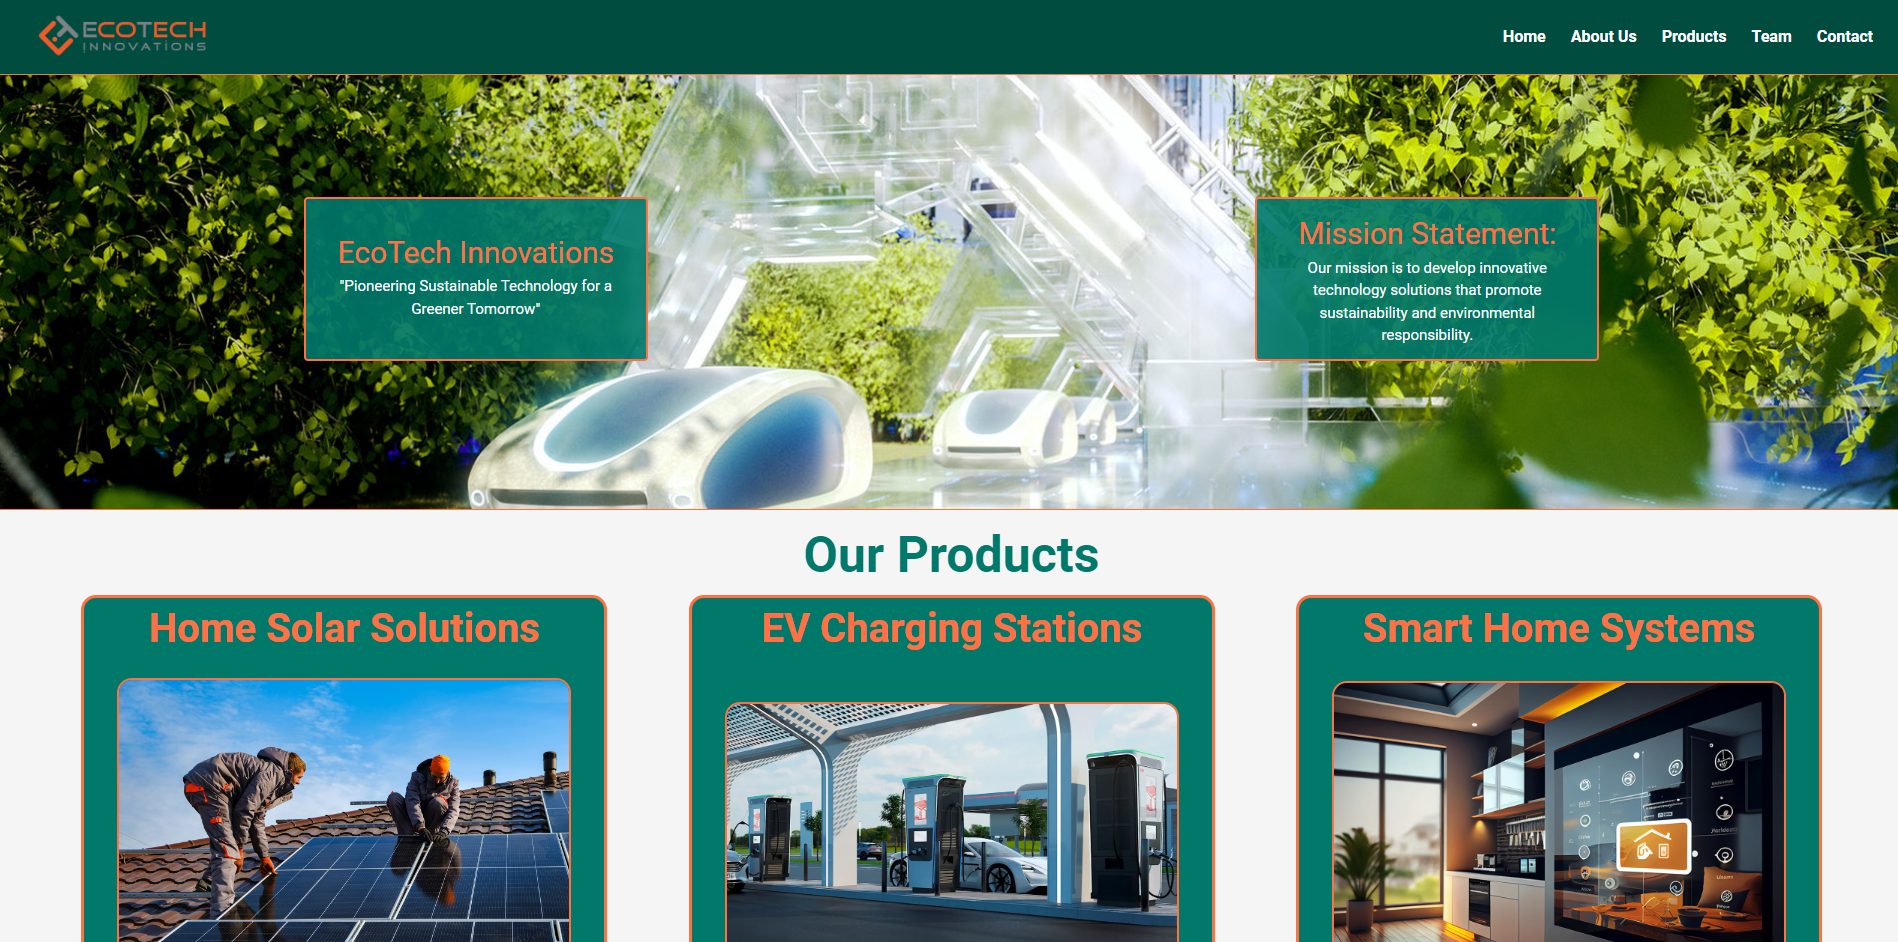 ECOTECH
INNOVATIONS
Home About Us Products Team Contact
EcoTech Innovations
"Pioneering Sustainable Technology for a
Greener Tomorrow"
Mission Statement:
Our mission is to develop innovative
technology solutions that promote
sustainability and environmental
responsibility.
Our Products
Home Solar Solutions
EV Charging Stations
Smart Home Systems